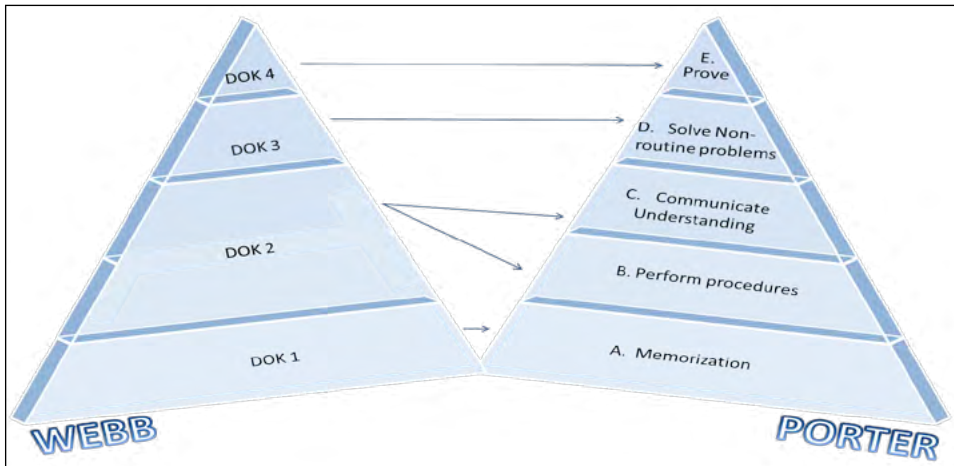 DOK 4
DOK 3
DOK 2
DOK 1
WEBB
E.
Prove
D. Solve Non-
routine problems
C. Communicate
Understanding
B. Perform procedures
A. Memorization
PORTER